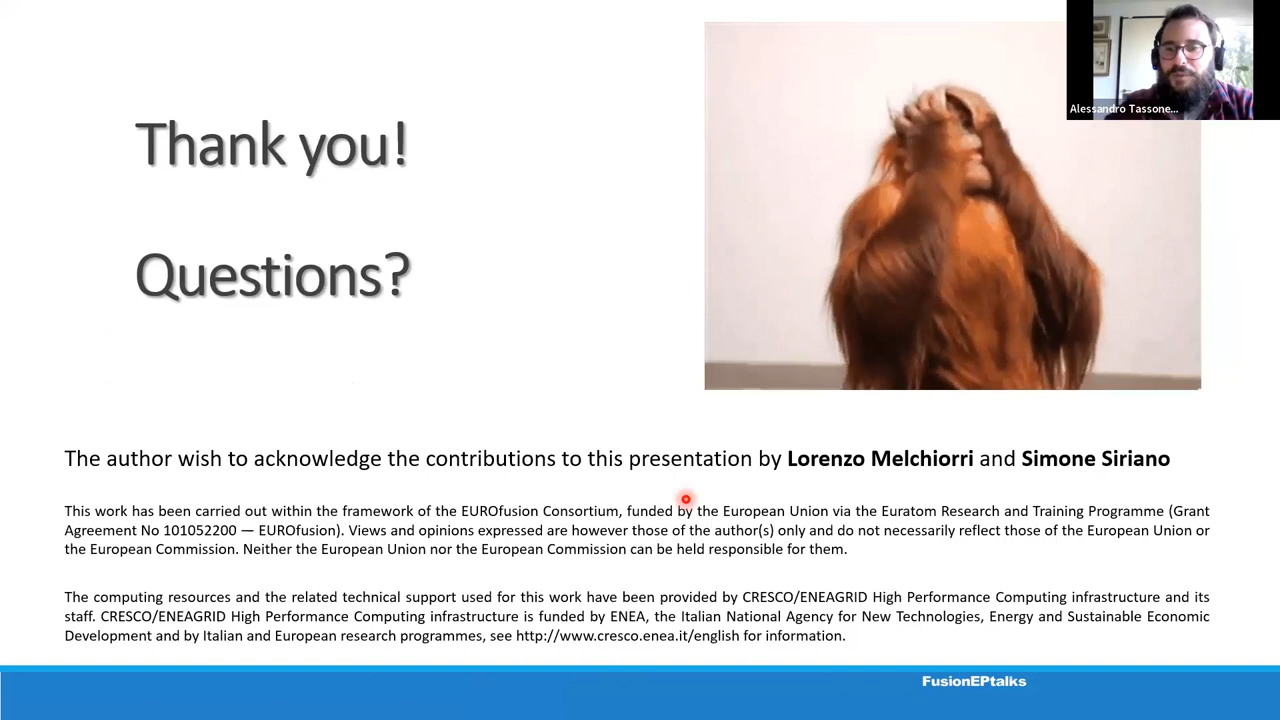 Alessandro Tassone...
Thank you!
Questions?
The author wish to acknowledge the contributions to this presentation by Lorenzo Melchiorri and Simone Siriano
This work has been carried out within the framework of the EUROfusion Consortium, funded by the European Union via the Euratom Research and Training Programme (Grant
Agreement No 101052200 — EUROfusion). Views and opinions expressed are however those of the author(s) only and do not necessarily reflect those of the European Union or
the European Commission. Neither the European Union nor the European Commission can be held responsible for them.
The computing resources and the related technical support used for this work have been provided by CRESCO/ENEAGRID High Performance Computing infrastructure and its
staff. CRESCO/ENEAGRID High Performance Computing infrastructure is funded by ENEA, the Italian National Agency for New Technologies, Energy and Sustainable Economic
Development and by Italian and European research programmes, see http://www.cresco.enea.it/english for information.
FusionEPtalks